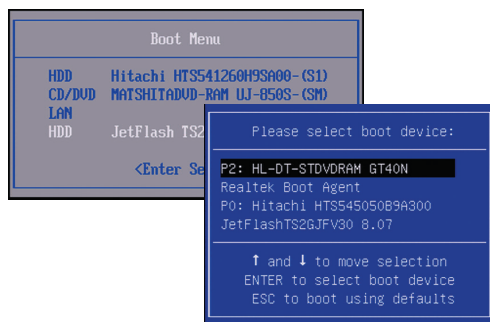 Boot Menu
HDD Hitachi HTS541260H9SA00-(S1)
CD/DVD MATSHITADVD-RAM UJ-850S-(SM)
LAN
HDD JetFlash TS2
<Enter Se
Please select boot device:
P2: HL-DT-STDVDRAM GT40N
Realtek Boot Agent
P0: Hitachi HTS545050B9A300
JetFlashTS2GJFV30 8.07
↑ and ↓ to move selection
ENTER to select boot device
ESC to boot using defaults